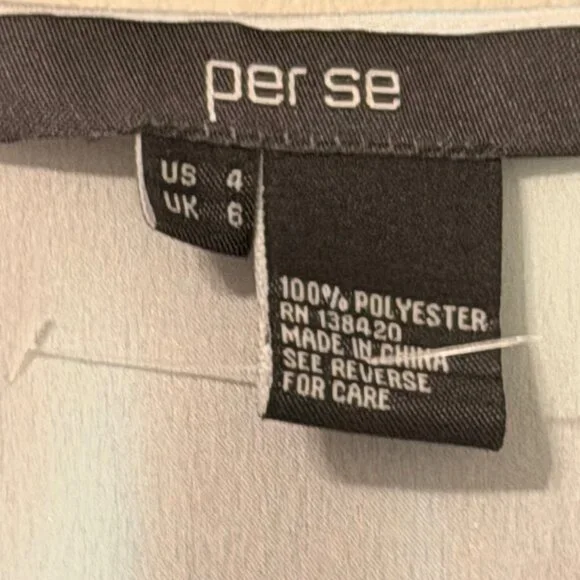 per se
US 4
UK 6
100% POLYESTER
RN 138420
MADE IN CHINA
SEE REVERSE
FOR CARE